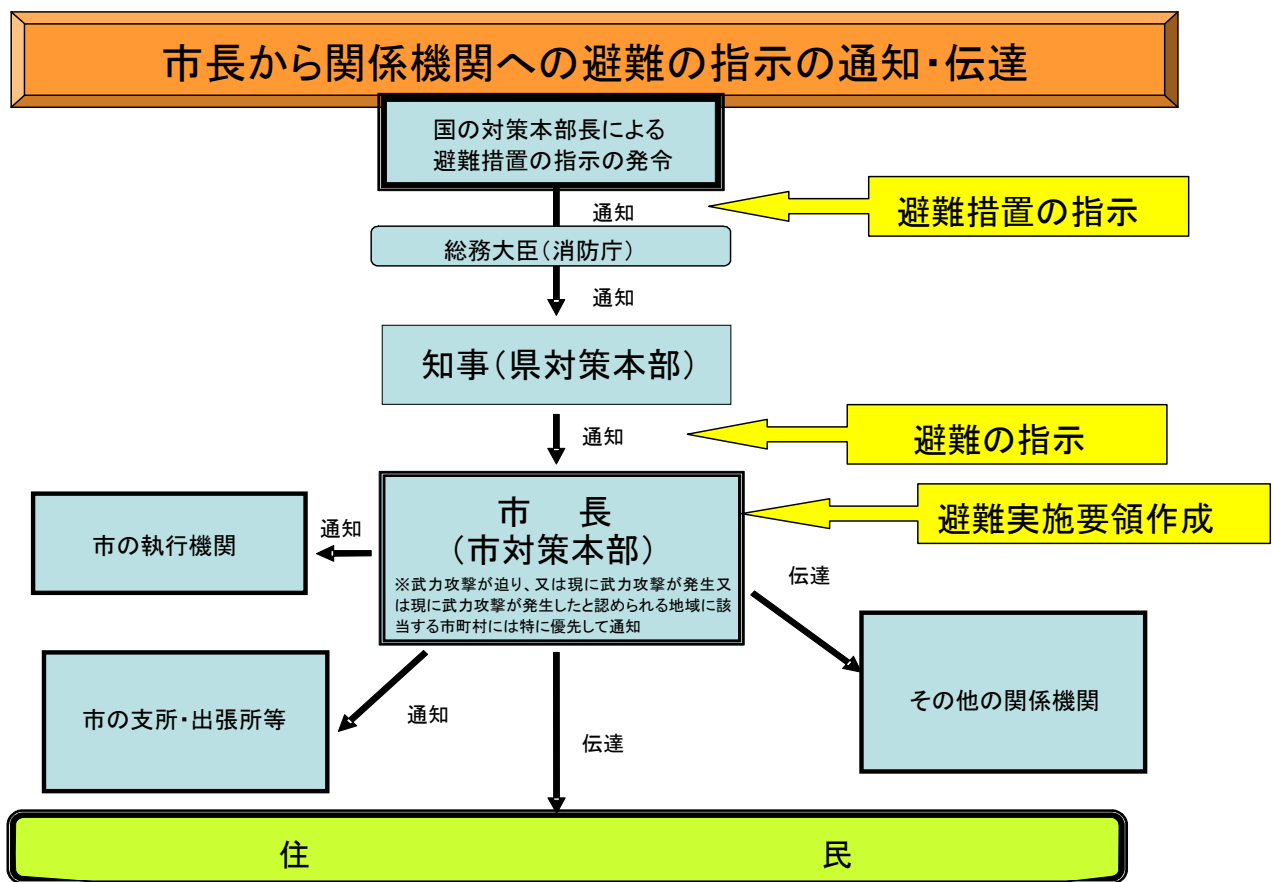 市長から関係機関への避難の指示の通知・伝達
国の対策本部長による
避難措置の指示の発令
通知
避難措置の指示
総務大臣(消防庁)
通知
知事(県対策本部)
通知
避難の指示
市　長
(市対策本部)
※武力攻撃が迫り、又は現に武力攻撃が発生又
は現に武力攻撃が発生したと認められる地域に該
当する市町村には特に優先して通知
避難実施要領作成
通知
市の執行機関
伝達
その他の関係機関
通知
市の支所・出張所等
伝達
住　民